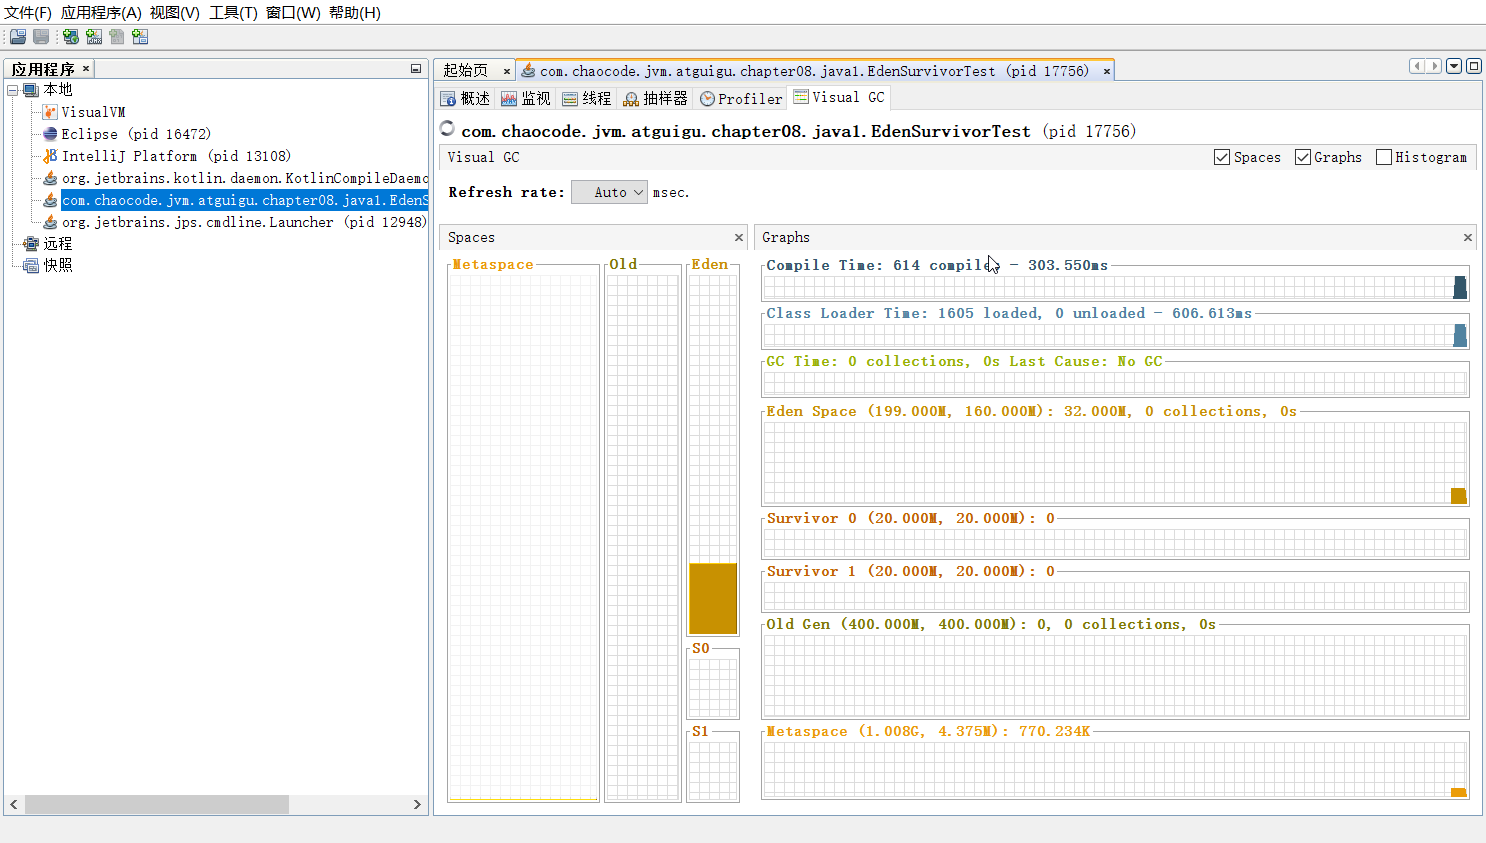 文件(F) 应用程序(A) 视图(V) 工具(T) 窗口(W) 帮助(H)
应用程序
本地
VisualVM
Eclipse (pid 16472)
IntelliJ Platform (pid 13108)
org.jetbrains.kotlin.daemon.KotlinCompileDaemo
com.chaocode.jvm.atguigu.chapter08.java1.EdenS
org.jetbrains.jps.cmdline.Launcher (pid 12948)
远程
快照
起始页 com.chaocode.jvm.atguigu.chapter08.java1.EdenSurvivorTest (pid 17756)
概述 监视 线程 抽样器 Profiler Visual GC
com.chaocode.jvm.atguigu.chapter08.java1.EdenSurvivorTest (pid 17756)
Visual GC Spaces Graphs Histogram
Refresh rate: Auto msec.
Spaces
Metaspace Old Eden
S0
S1
Graphs
Compile Time: 614 compiles - 303.550ms
Class Loader Time: 1605 loaded, 0 unloaded - 606.613ms
GC Time: 0 collections, 0s Last Cause: No GC
Eden Space (199.000M, 160.000M): 32.000M, 0 collections, 0s
Survivor 0 (20.000M, 20.000M): 0
Survivor 1 (20.000M, 20.000M): 0
Old Gen (400.000M, 400.000M): 0, 0 collections, 0s
Metaspace (1.008G, 4.375M): 770.234K